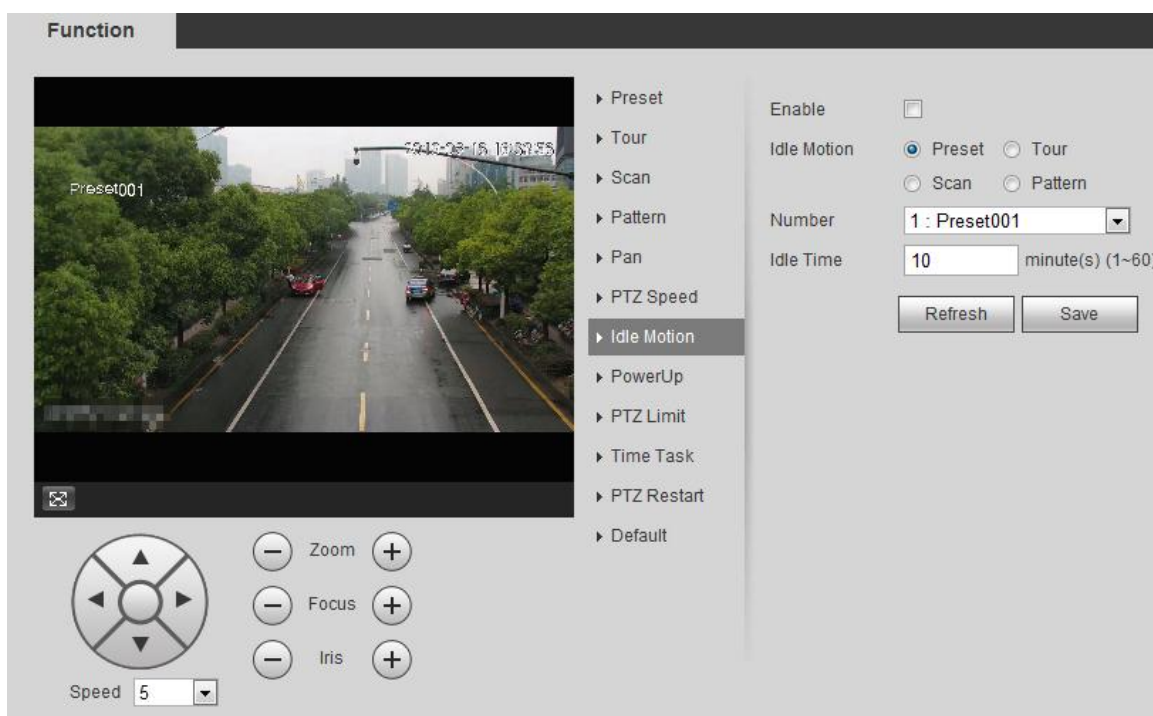 Function
Preset001
Preset
Tour
Scan
Pattern
Pan
PTZ Speed
Idle Motion
PowerUp
PTZ Limit
Time Task
PTZ Restart
Default
Enable
Idle Motion
Preset Tour
Scan Pattern
Number 1 : Preset001
Idle Time 10 minute(s) (1~60)
Refresh Save
Zoom
Focus
Iris
Speed 5